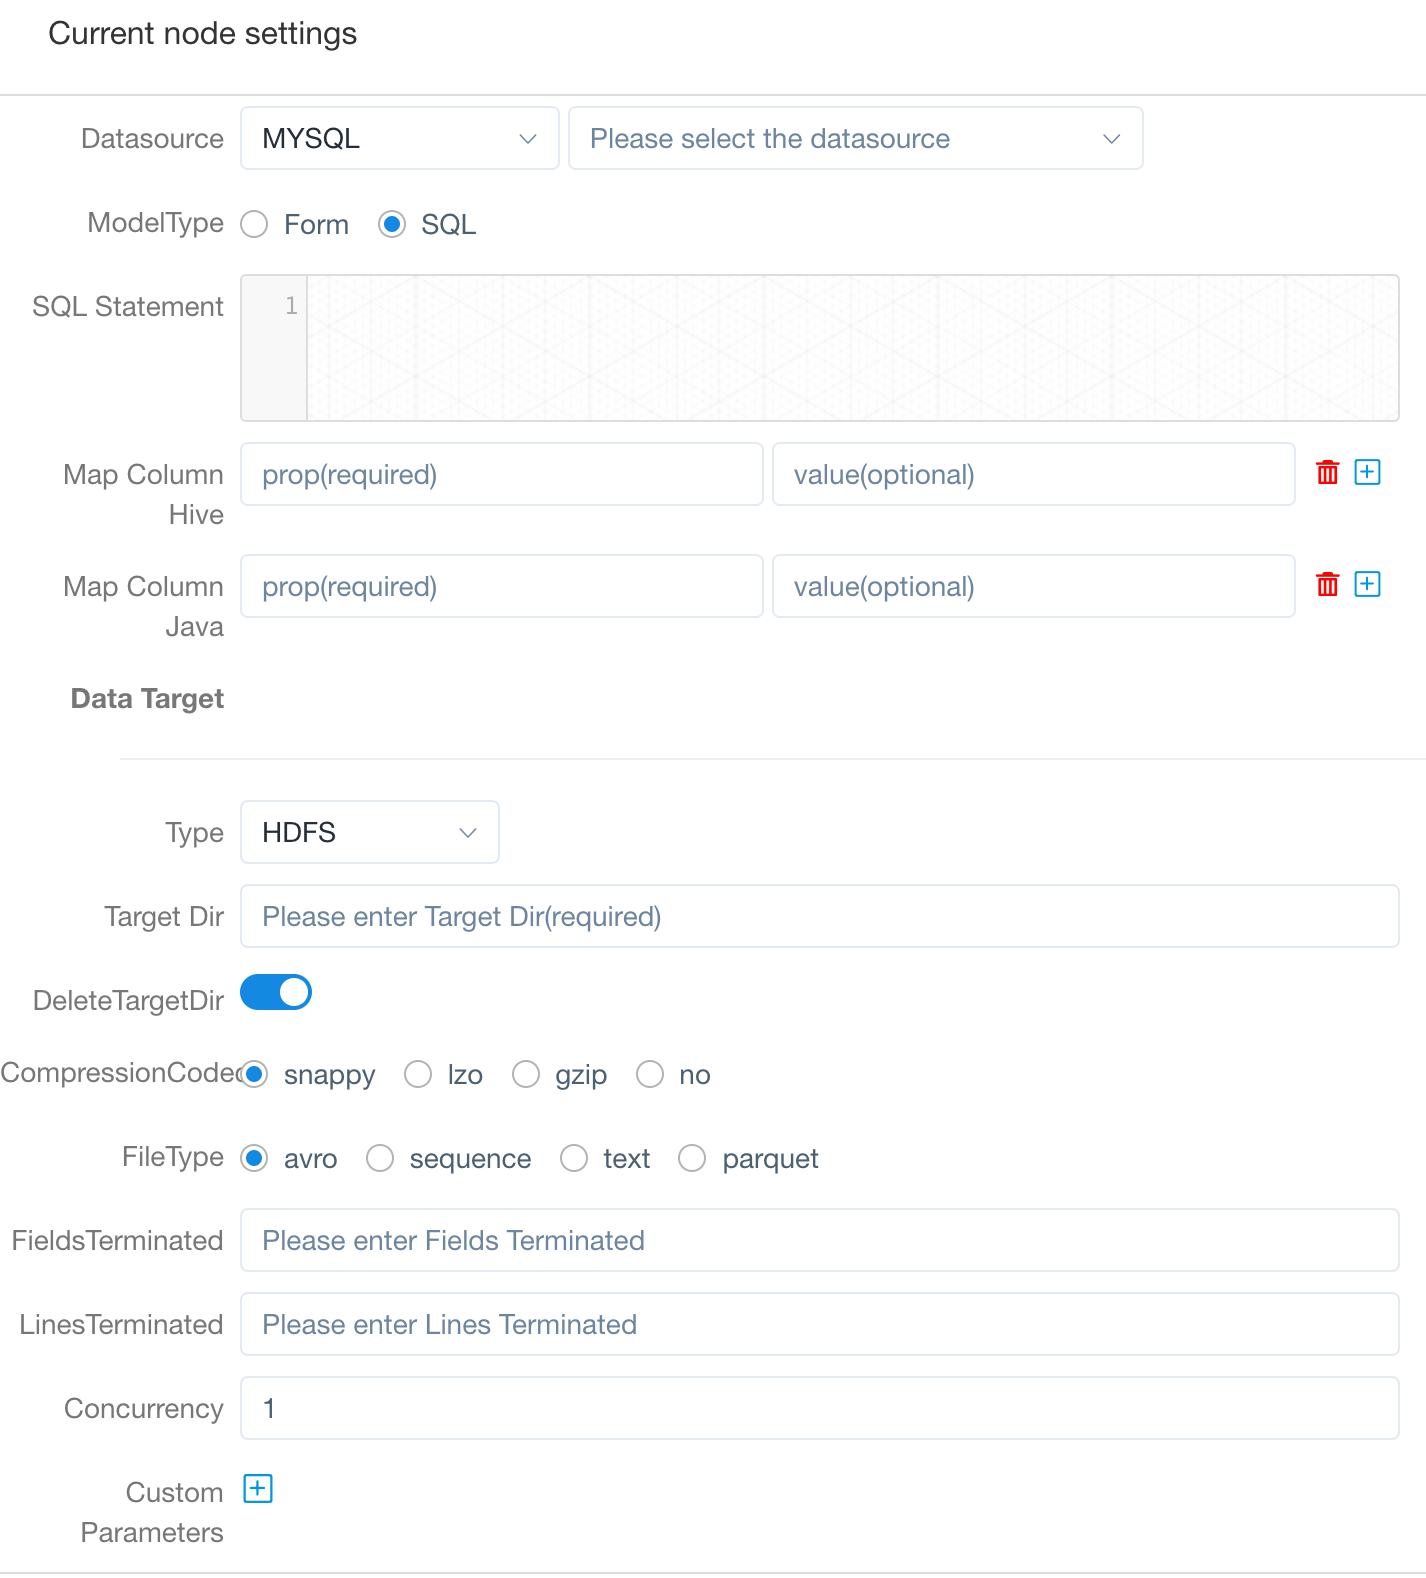 Current node settings
Datasource MYSQL Please select the datasource
ModelType Form SQL
SQL Statement 1
Map Column Hive prop(required) value(optional)
Map Column Java prop(required) value(optional)
Data Target
Type HDFS
Target Dir Please enter Target Dir(required)
DeleteTargetDir
CompressionCodec snappy lzo gzip no
FileType avro sequence text parquet
FieldsTerminated Please enter Fields Terminated
LinesTerminated Please enter Lines Terminated
Concurrency 1
Custom Parameters